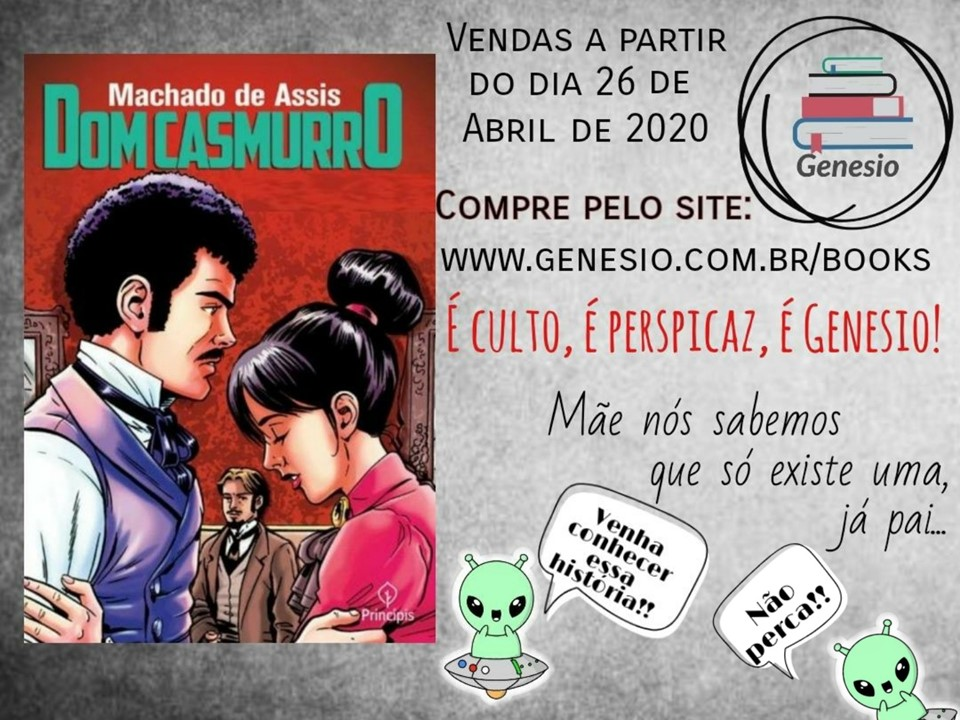 Machado de Assis
DOM CASMURRO
Principis
VENDAS A PARTIR
DO DIA 26 DE
ABRIL DE 2020
Genesio
COMPRE PELO SITE:
WWW.GENESIO.COM.BR/BOOKS
É CULTO, É PERSPICAZ, É GENESIO!
Mãe nós sabemos
que só existe uma,
já pai...
Venha
conhecer
essa
história!!
Não
perca!!